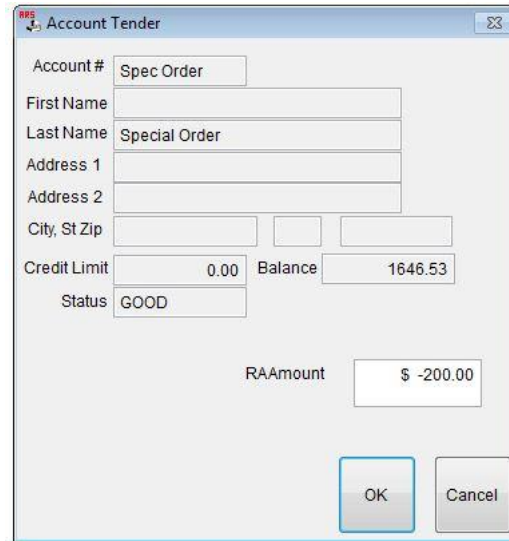 ARS Account Tender
Account # Spec Order
First Name
Last Name Special Order
Address 1
Address 2
City, St Zip
Credit Limit 0.00 Balance 1646.53
Status GOOD
RAAmount $ -200.00
OK Cancel